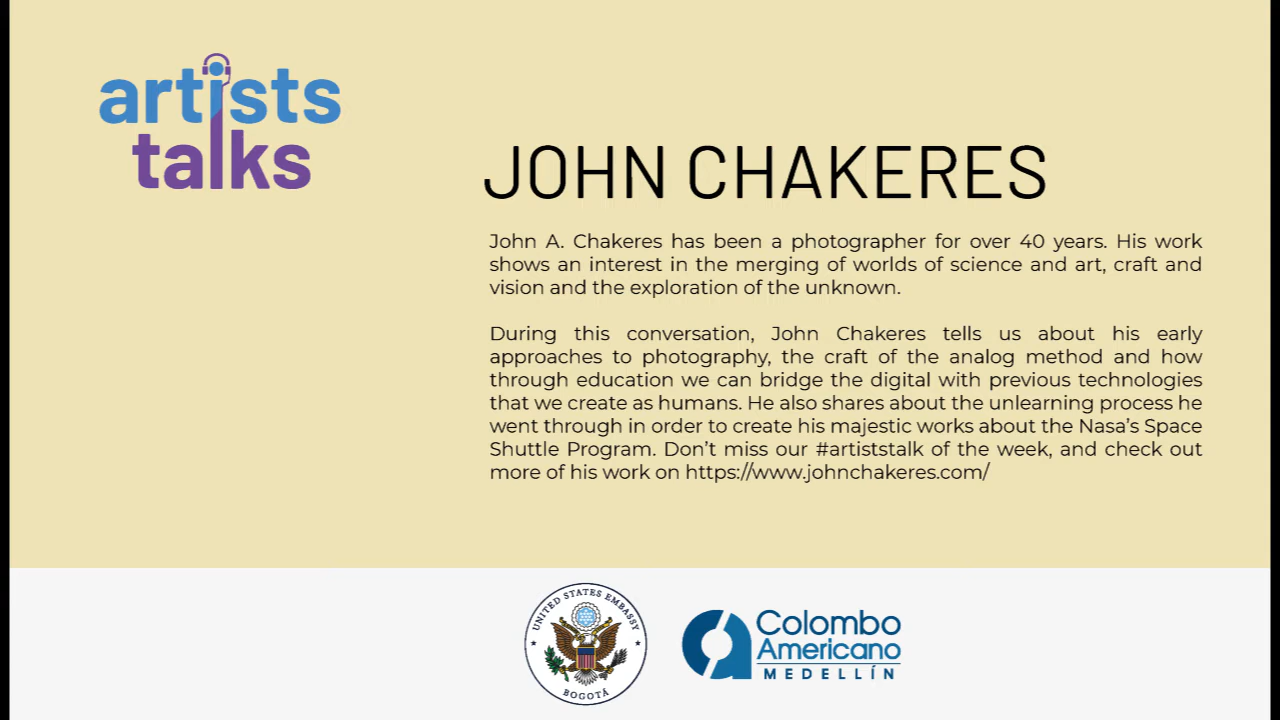 artists
talks
JOHN CHAKERES
John A. Chakeres has been a photographer for over 40 years. His work
shows an interest in the merging of worlds of science and art, craft and
vision and the exploration of the unknown.
During this conversation, John Chakeres tells us about his early
approaches to photography, the craft of the analog method and how
through education we can bridge the digital with previous technologies
that we create as humans. He also shares about the unlearning process he
went through in order to create his majestic works about the Nasa's Space
Shuttle Program. Don't miss our #artiststalk of the week, and check out
more of his work on https://www.johnchakeres.com/
UNITED STATES EMBASSY
BOGOTÁ
Colombo
Americano
MEDELLÍN